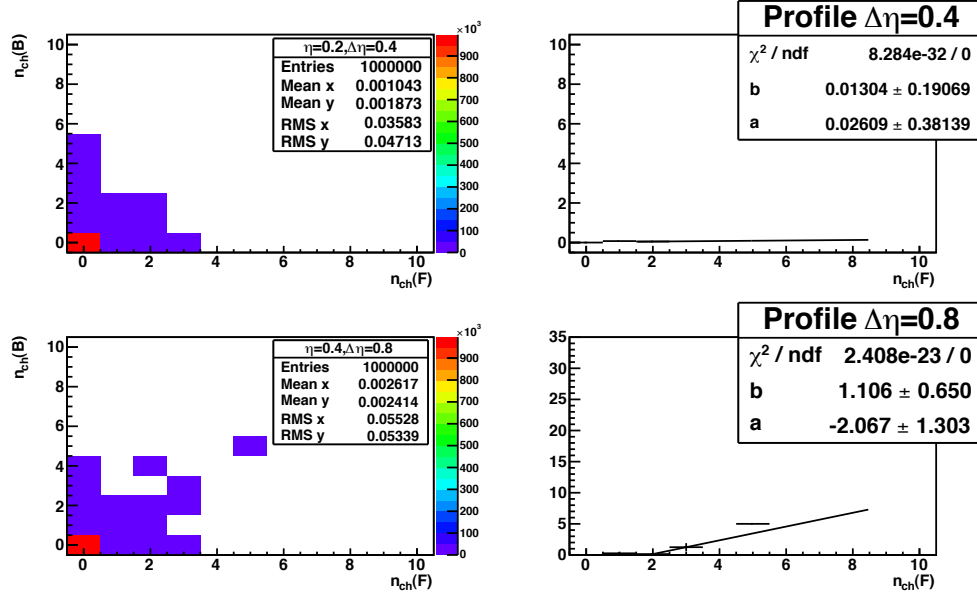 η=0.2,Δη=0.4
Entries 1000000
Mean x 0.001043
Mean y 0.001873
RMS x 0.03583
RMS y 0.04713
n_ch(B)
10
8
6
4
2
0
0 2 4 6 8 10
n_ch(F)
×10³
900
800
700
600
500
400
300
200
100
0
Profile Δη=0.4
χ² / ndf 8.284e-32 / 0
b 0.01304 ± 0.19069
a 0.02609 ± 0.38139
10
8
6
4
2
0
0 2 4 6 8 10
n_ch(F)
η=0.4,Δη=0.8
Entries 1000000
Mean x 0.002617
Mean y 0.002414
RMS x 0.05528
RMS y 0.05339
n_ch(B)
10
8
6
4
2
0
0 2 4 6 8 10
n_ch(F)
×10³
900
800
700
600
500
400
300
200
100
0
Profile Δη=0.8
χ² / ndf 2.408e-23 / 0
b 1.106 ± 0.650
a -2.067 ± 1.303
35
30
25
20
15
10
5
0
0 2 4 6 8 10
n_ch(F)